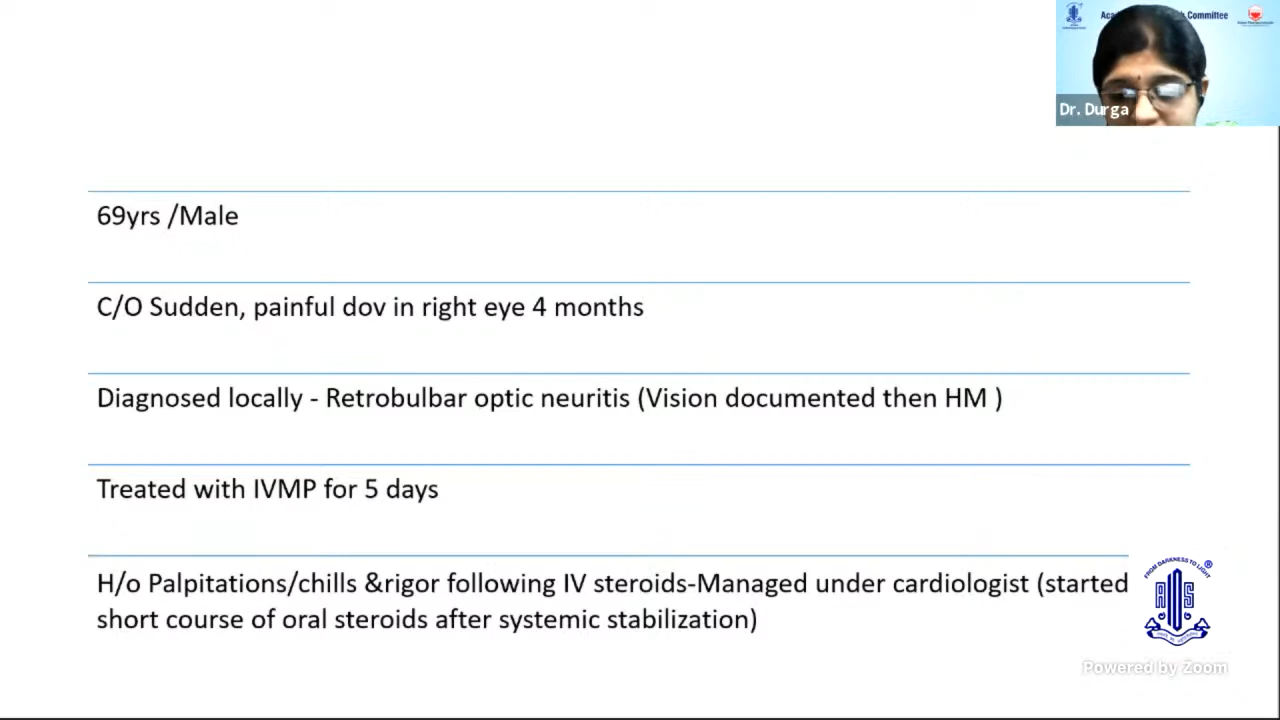 Committee
Dr. Durga
69yrs /Male
C/O Sudden, painful dov in right eye 4 months
Diagnosed locally - Retrobulbar optic neuritis (Vision documented then HM )
Treated with IVMP for 5 days
H/o Palpitations/chills &rigor following IV steroids-Managed under cardiologist (started
short course of oral steroids after systemic stabilization)
FROM DARKNESS TO LIGHT
Powered by Zoom